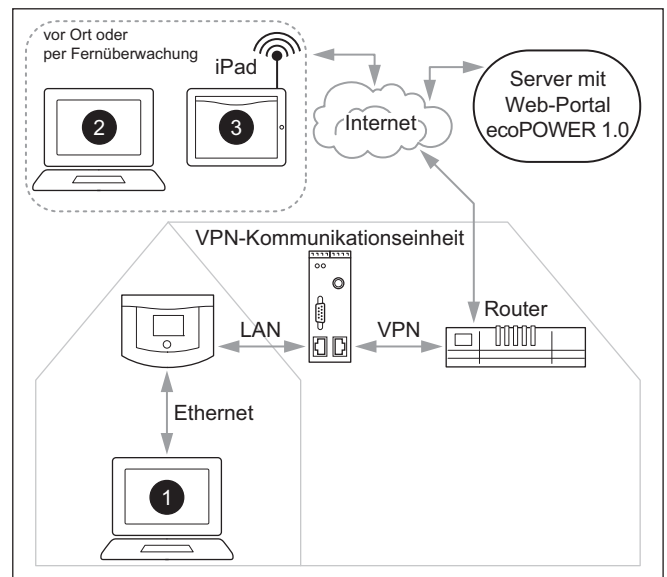 vor Ort oder
per Fernüberwachung
iPad
2
3
Internet
Server mit
Web-Portal
ecoPOWER 1.0
VPN-Kommunikationseinheit
Router
LAN
VPN
Ethernet
1